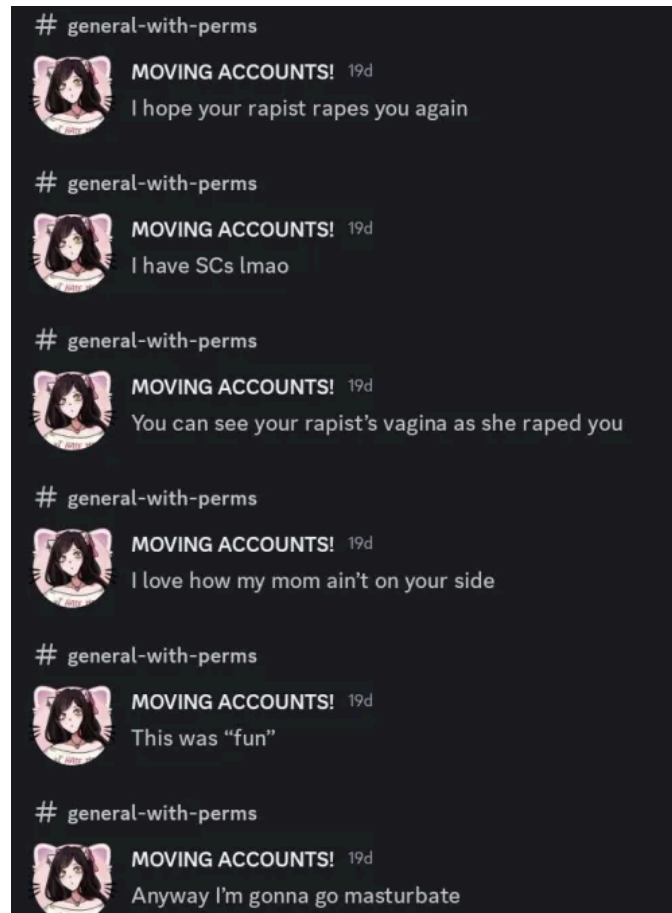 # general-with-perms
MOVING ACCOUNTS! 19d
I hope your rapist rapes you again
# general-with-perms
MOVING ACCOUNTS! 19d
I have SCs lmao
# general-with-perms
MOVING ACCOUNTS! 19d
You can see your rapist’s vagina as she raped you
# general-with-perms
MOVING ACCOUNTS! 19d
I love how my mom ain’t on your side
# general-with-perms
MOVING ACCOUNTS! 19d
This was “fun”
# general-with-perms
MOVING ACCOUNTS! 19d
Anyway I’m gonna go masturbate